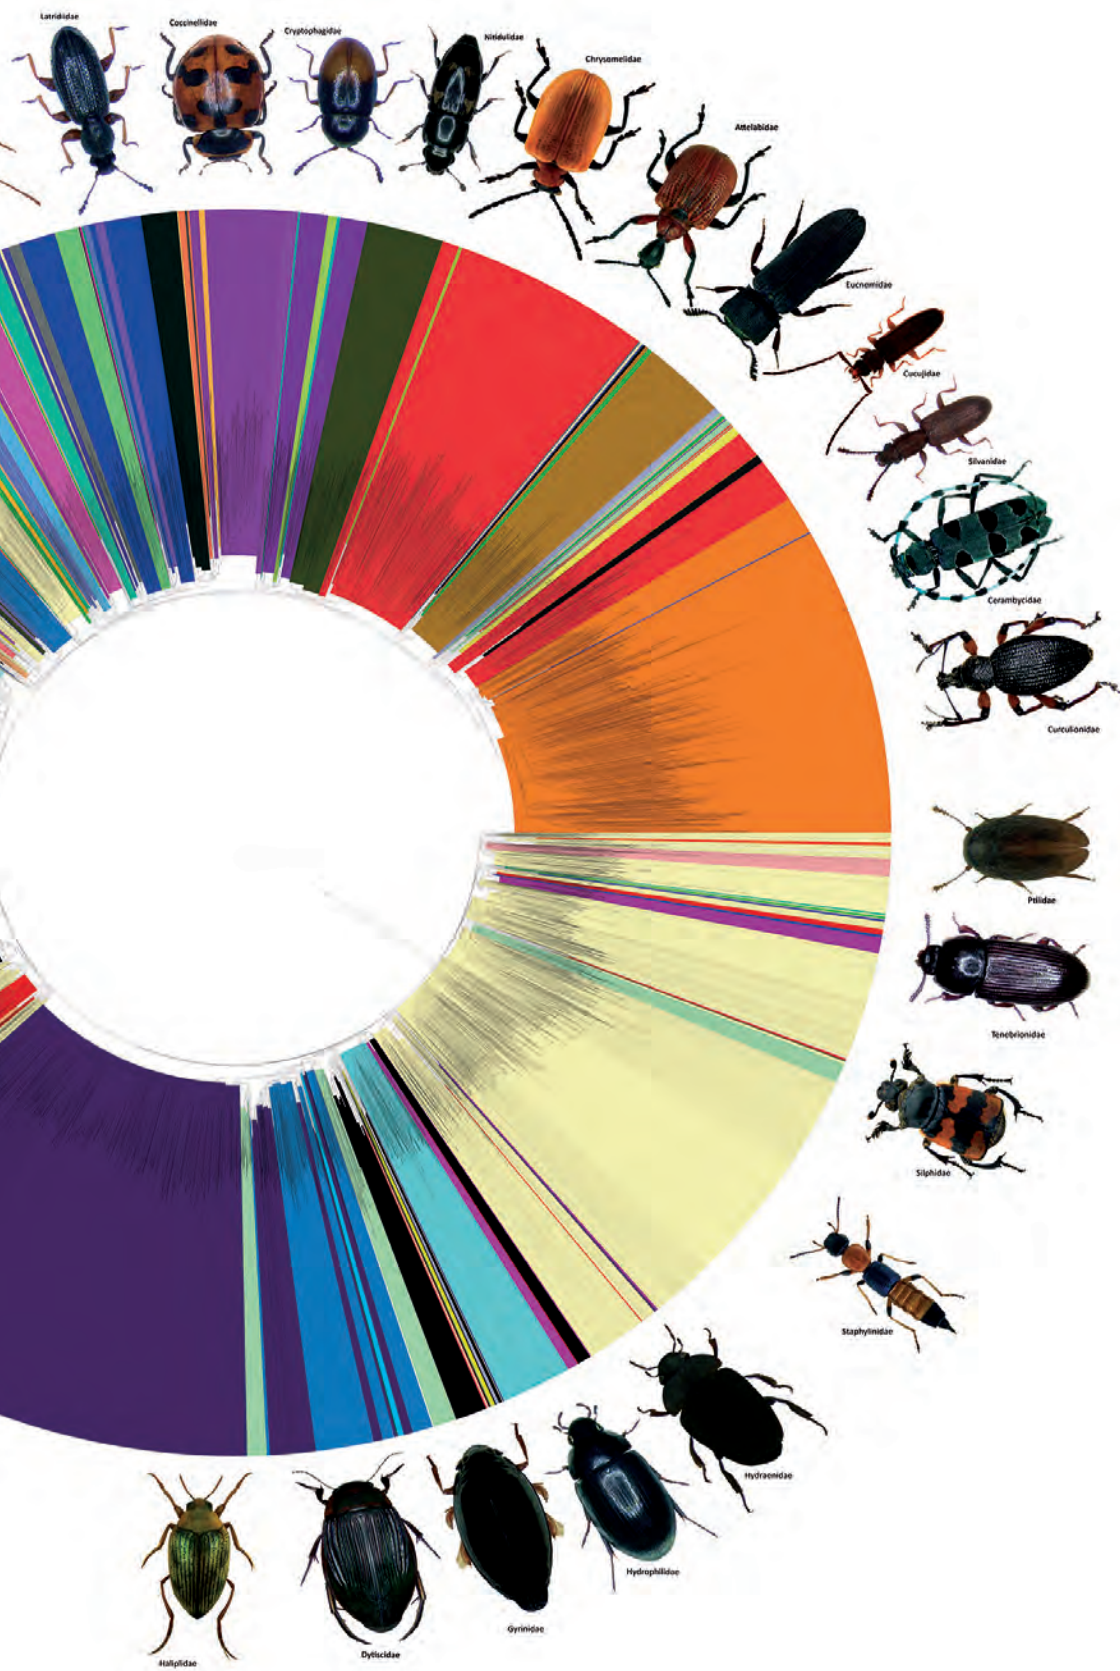 Latridiidae
Coccinellidae
Cryptophagidae
Nitidulidae
Chrysomelidae
Attelabidae
Eucnemidae
Cucujidae
Silvanidae
Cerambycidae
Curculionidae
Ptiliidae
Tenebrionidae
Silphidae
Staphylinidae
Hydraenidae
Hydrophilidae
Gyrinidae
Dytiscidae
Haliplidae